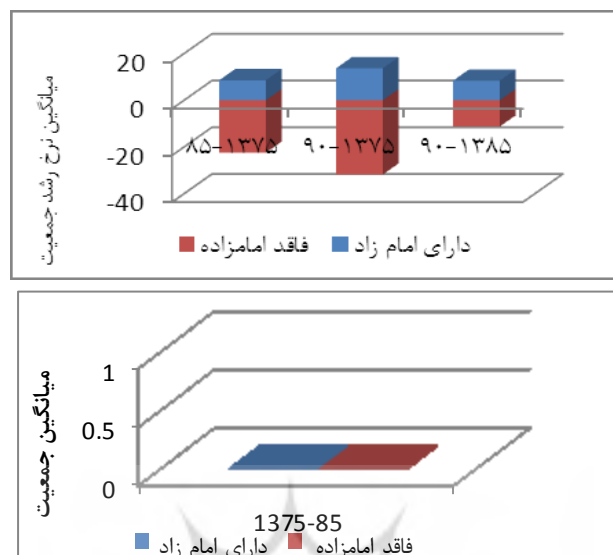 میانگین نرخ رشد جمعیت
20
0
-20
-40
۸۵-۱۳۷۵ ۹۰-۱۳۷۵ ۹۰-۱۳۸۵
فاقد امامزاده دارای امام زاد
میانگین جمعیت
1
0.5
0
1375-85
دارای امام زاد فاقد امامزاده